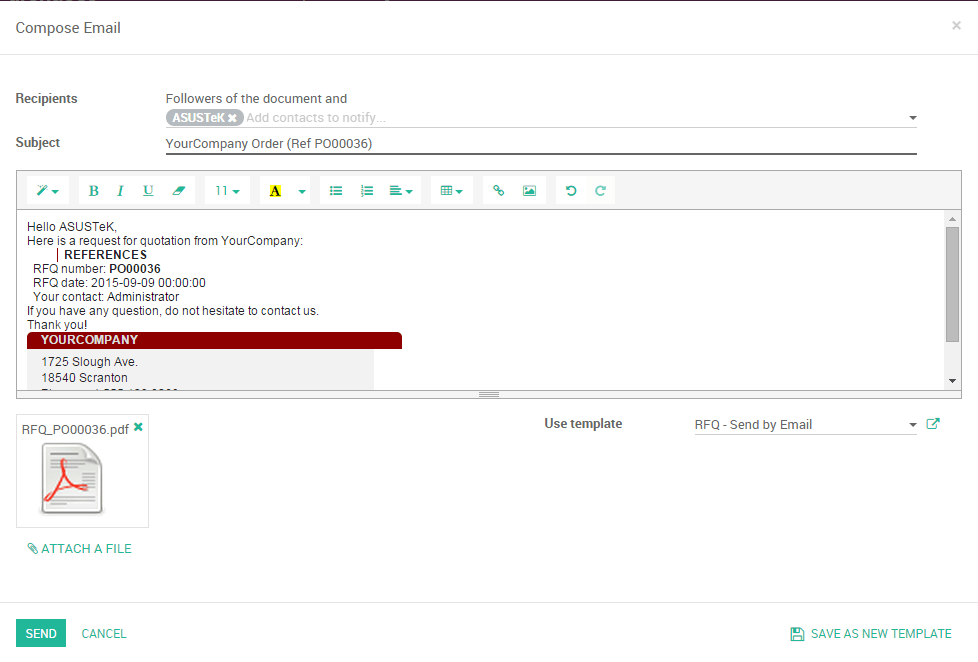 Compose Email
×
Recipients
Followers of the document and
ASUSTeK ✖ Add contacts to notify...
Subject
YourCompany Order (Ref PO00036)
B I U 11 A
Hello ASUSTeK,
Here is a request for quotation from YourCompany:
| REFERENCES
RFQ number: PO00036
RFQ date: 2015-09-09 00:00:00
Your contact: Administrator
If you have any question, do not hesitate to contact us.
Thank you!
YOURCOMPANY
1725 Slough Ave.
18540 Scranton
RFQ_PO00036.pdf ✖
Use template
RFQ - Send by Email
ATTACH A FILE
SEND
CANCEL
SAVE AS NEW TEMPLATE